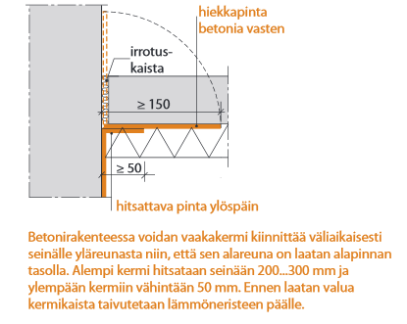 hiekkapinta
betonia vasten
irrotus-
kaista
≥ 150
≥ 50
hitsattava pinta ylöspäin
Betonirakenteessa voidan vaakakermi kiinnittää väliaikaisesti
seinälle yläreunasta niin, että sen alareuna on laatan alapinnan
tasolla. Alempi kermi hitsataan seinään 200...300 mm ja
ylempään kermiin vähintään 50 mm. Ennen laatan valua
kermikaista taivutetaan lämmöneristeen päälle.